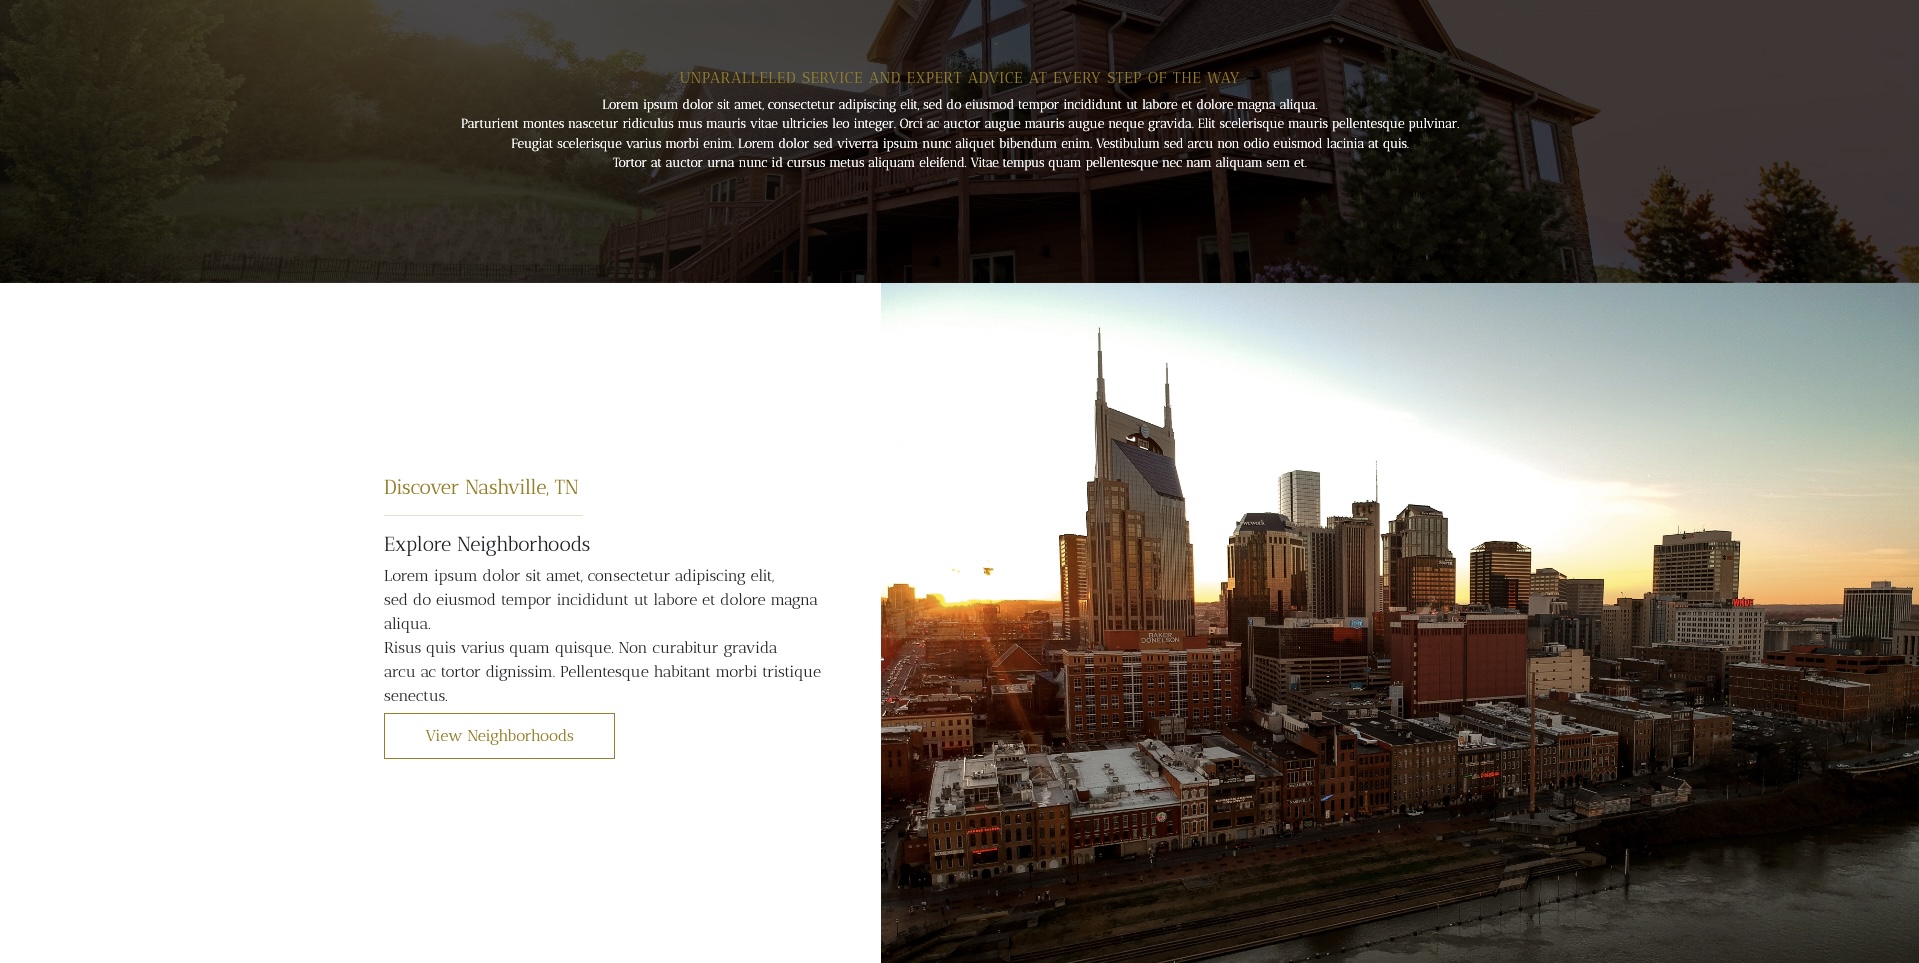 UNPARALLELED SERVICE AND EXPERT ADVICE AT EVERY STEP OF THE WAY
Lorem ipsum dolor sit amet, consectetur adipiscing elit, sed do eiusmod tempor incididunt ut labore et dolore magna aliqua.
Parturient montes nascetur ridiculus mus mauris vitae ultricies leo integer. Orci ac auctor augue mauris augue neque gravida. Elit scelerisque mauris pellentesque pulvinar.
Feugiat scelerisque varius morbi enim. Lorem dolor sed viverra ipsum nunc aliquet bibendum enim. Vestibulum sed arcu non odio euismod lacinia at quis.
Tortor at auctor urna nunc id cursus metus aliquam eleifend. Vitae tempus quam pellentesque nec nam aliquam sem et.
Discover Nashville, TN
Explore Neighborhoods
Lorem ipsum dolor sit amet, consectetur adipiscing elit,
sed do eiusmod tempor incididunt ut labore et dolore magna
aliqua.
Risus quis varius quam quisque. Non curabitur gravida
arcu ac tortor dignissim. Pellentesque habitant morbi tristique
senectus.
View Neighborhoods
wework
BAKER
DONELSON